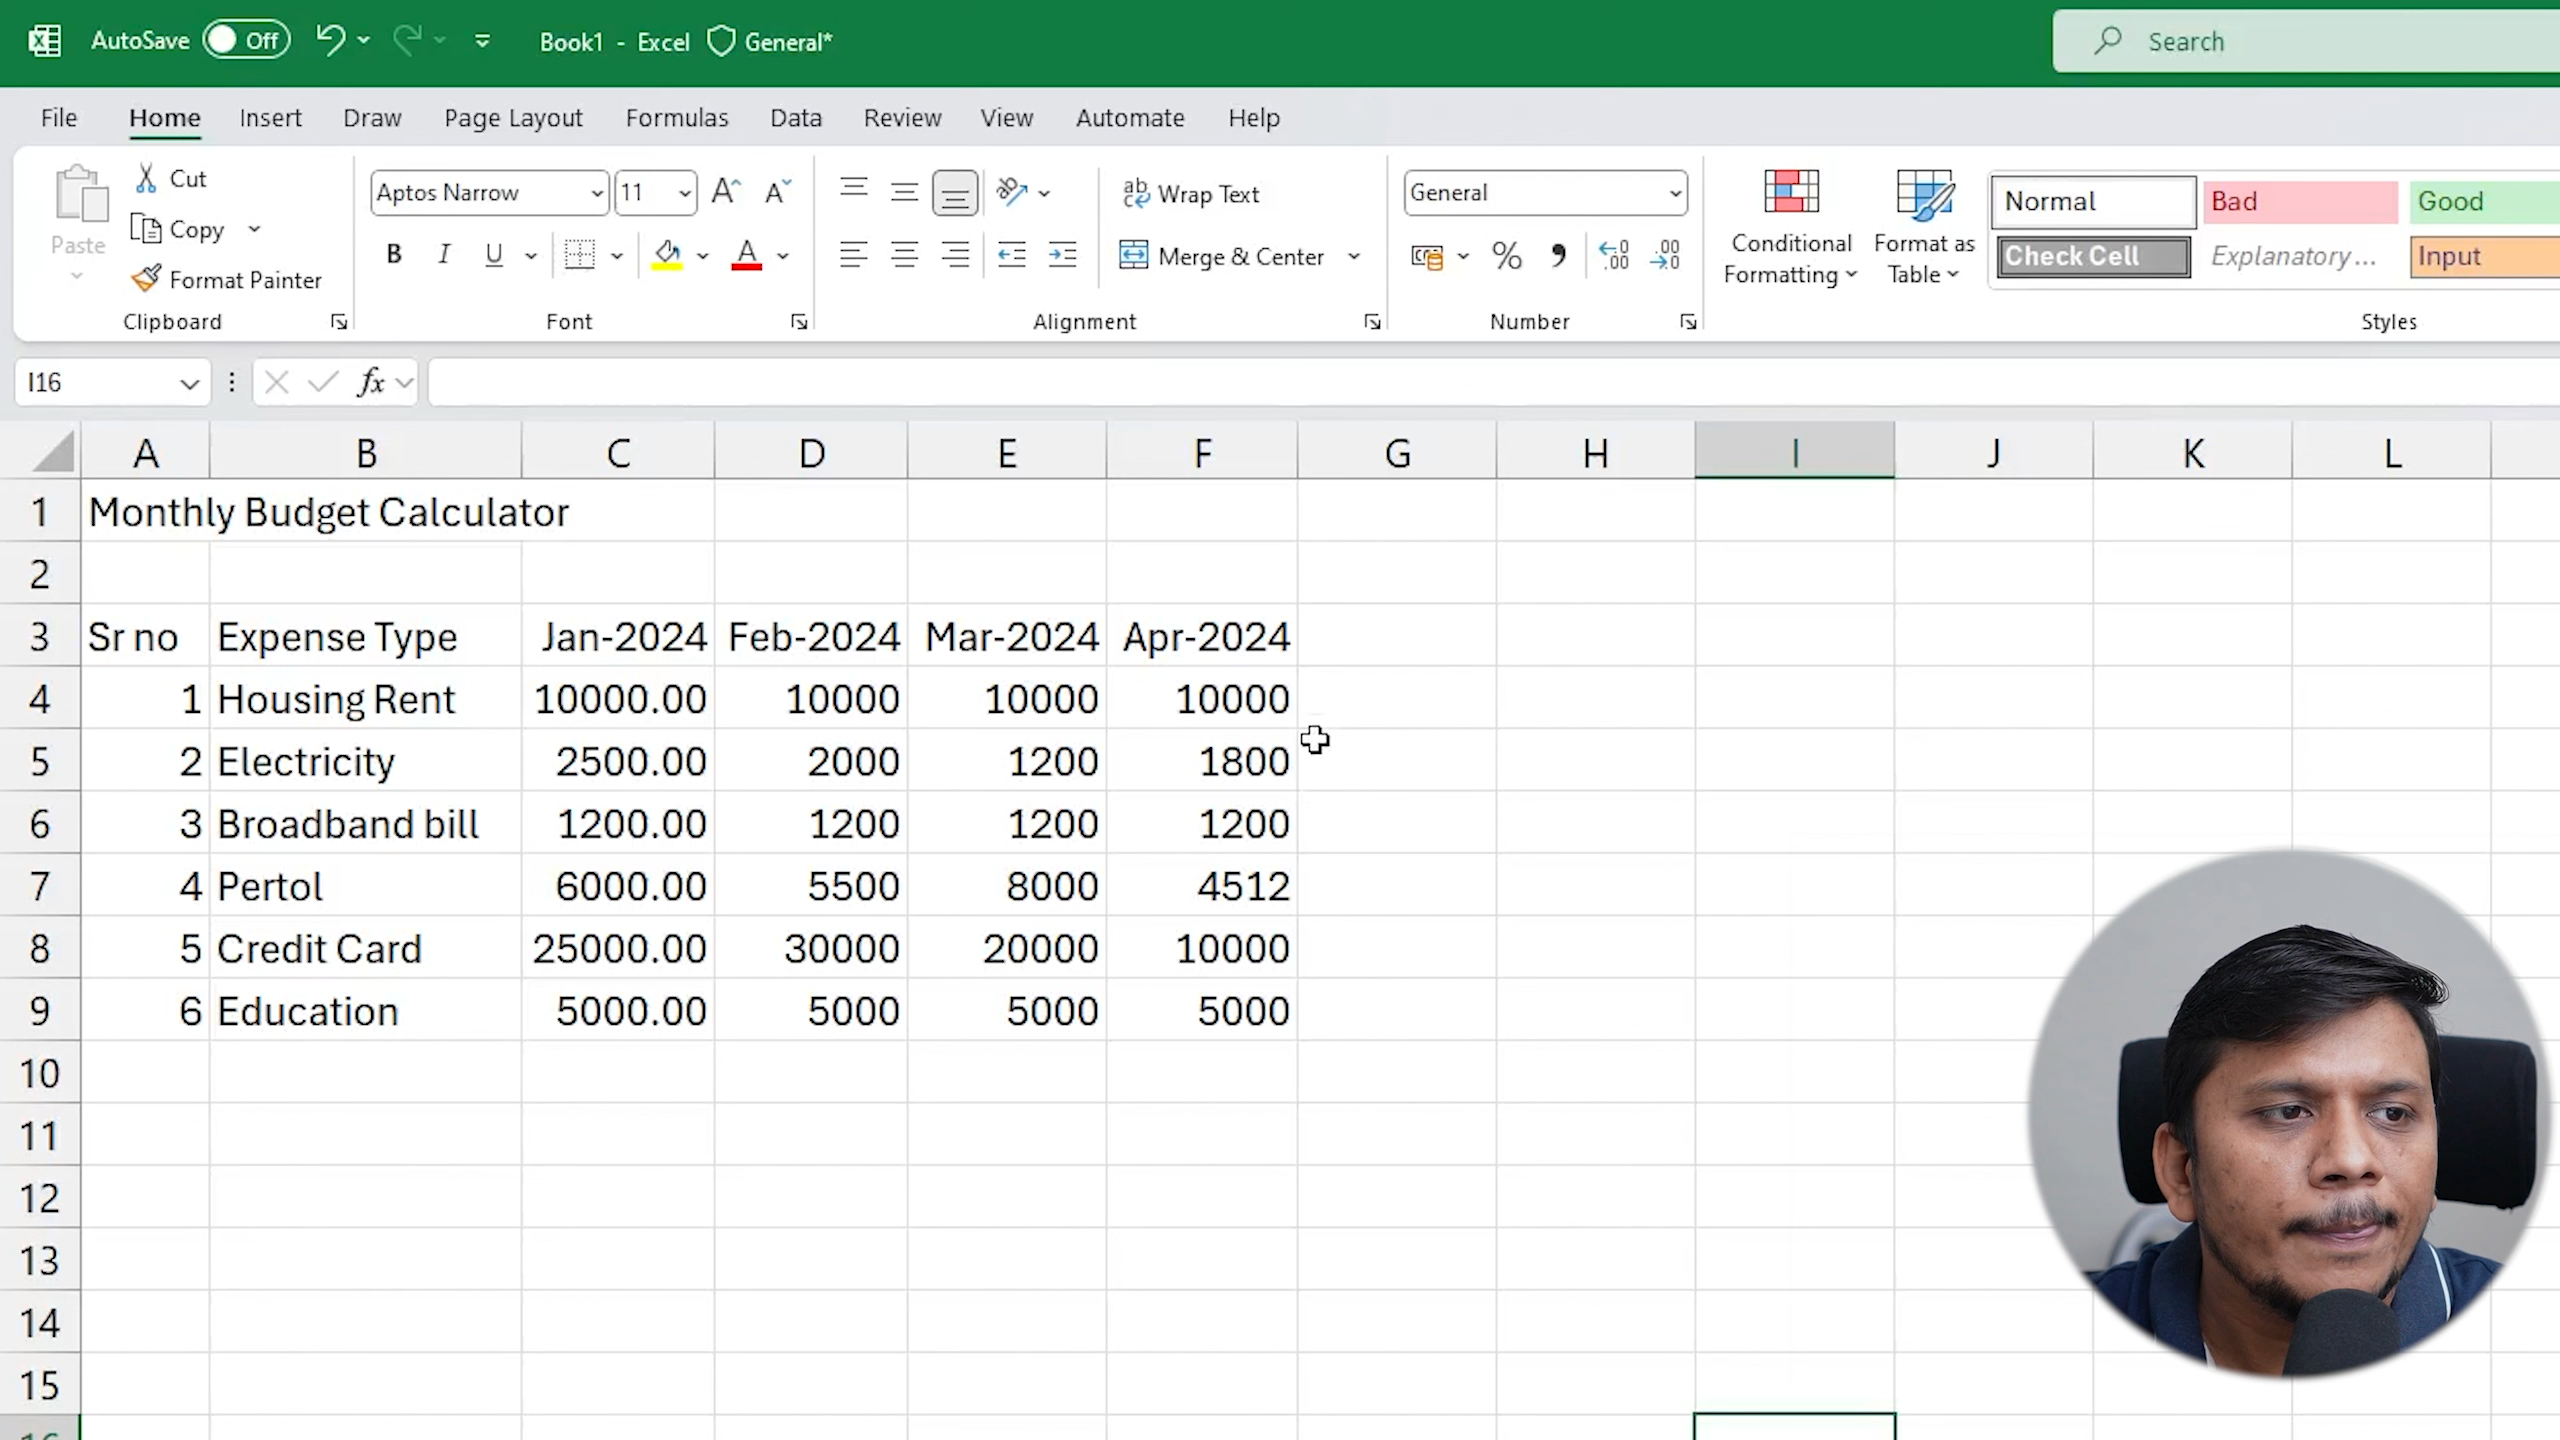 AutoSave Off Book1 - Excel General* Search
File Home Insert Draw Page Layout Formulas Data Review View Automate Help
Paste Cut Copy Format Painter Clipboard
Aptos Narrow 11 A A B I U A Font
ab Wrap Text Merge & Center Alignment
General % Number
Conditional Formatting Format as Table
Normal Bad Good
Check Cell Explanatory ... Input
Styles
I16 fx
A B C D E F G H I J K L
1 Monthly Budget Calculator
2
3 Sr no Expense Type Jan-2024 Feb-2024 Mar-2024 Apr-2024
4 1 Housing Rent 10000.00 10000 10000 10000
5 2 Electricity 2500.00 2000 1200 1800
6 3 Broadband bill 1200.00 1200 1200 1200
7 4 Pertol 6000.00 5500 8000 4512
8 5 Credit Card 25000.00 30000 20000 10000
9 6 Education 5000.00 5000 5000 5000
10
11
12
13
14
15